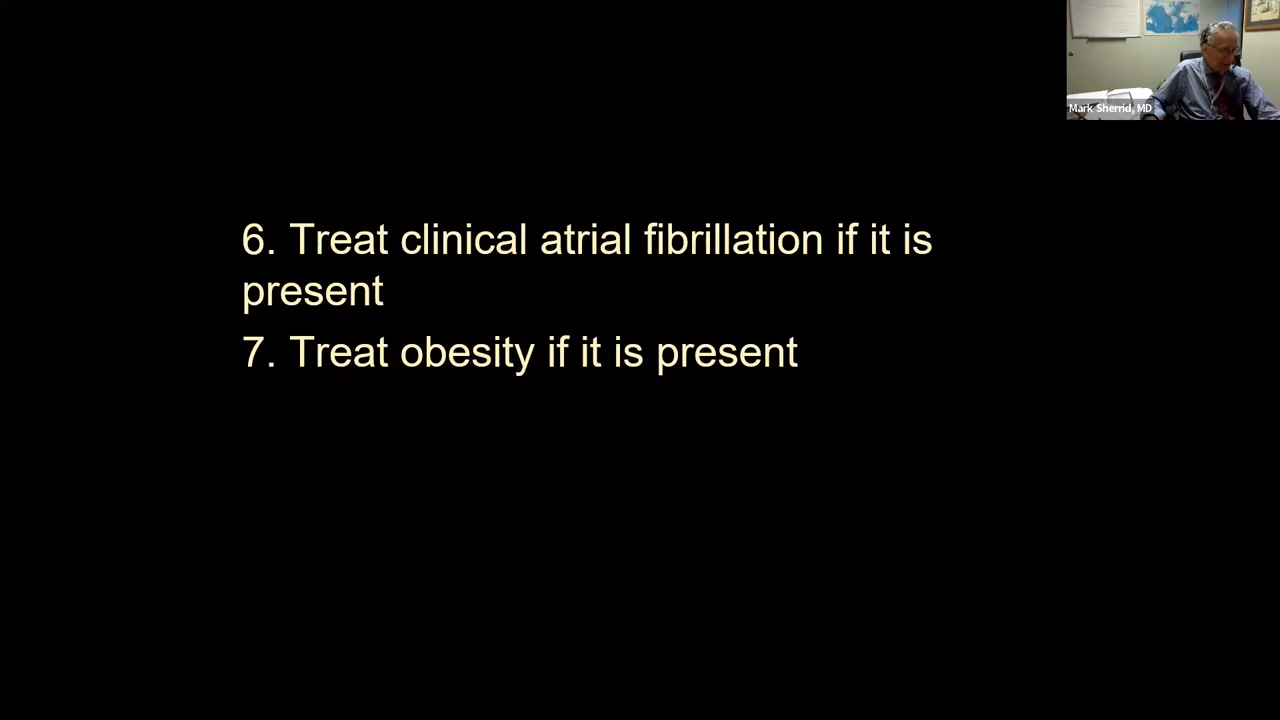 Mark Sherrid, MD
6. Treat clinical atrial fibrillation if it is
present
7. Treat obesity if it is present